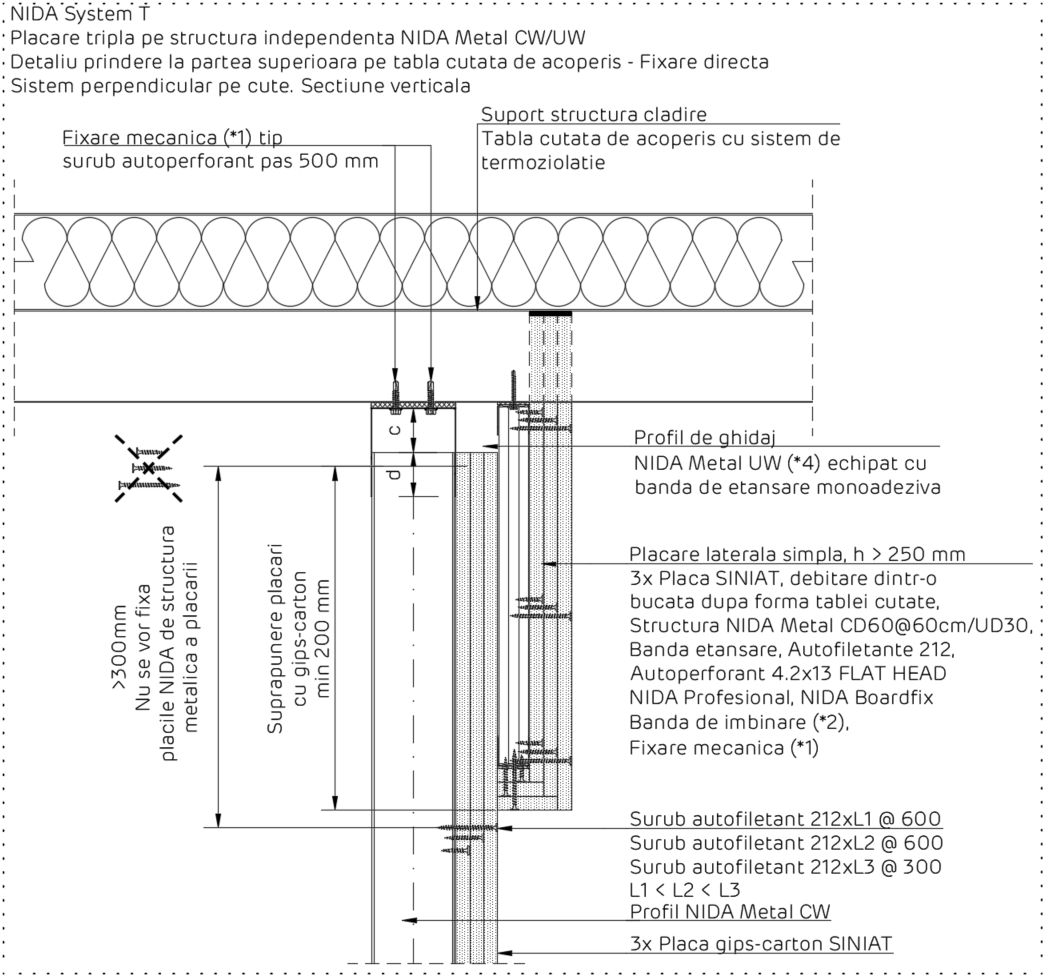 NIDA System T
Placare tripla pe structura independenta NIDA Metal CW/UW
Detaliu prindere la partea superioara pe tabla cutata de acoperis - Fixare directa
Sistem perpendicular pe cute. Sectiune verticala
Suport structura cladire
Tabla cutata de acoperis cu sistem de
termoziolatie
Fixare mecanica (*1) tip
surub autoperforant pas 500 mm
c
d
Profil de ghidaj
NIDA Metal UW (*4) echipat cu
banda de etansare monoadeziva
>300mm
Nu se vor fixa
placile NIDA de structura
metalica a placarii
Suprapunere placari
cu gips-carton
min 200 mm
Placare laterala simpla, h > 250 mm
3x Placa SINIAT, debitare dintr-o
bucata dupa forma tablei cutate,
Structura NIDA Metal CD60@60cm/UD30,
Banda etansare, Autofiletante 212,
Autoperforant 4.2x13 FLAT HEAD
NIDA Profesional, NIDA Boardfix
Banda de imbinare (*2),
Fixare mecanica (*1)
Surub autofiletant 212xL1 @ 600
Surub autofiletant 212xL2 @ 600
Surub autofiletant 212xL3 @ 300
L1 < L2 < L3
Profil NIDA Metal CW
3x Placa gips-carton SINIAT